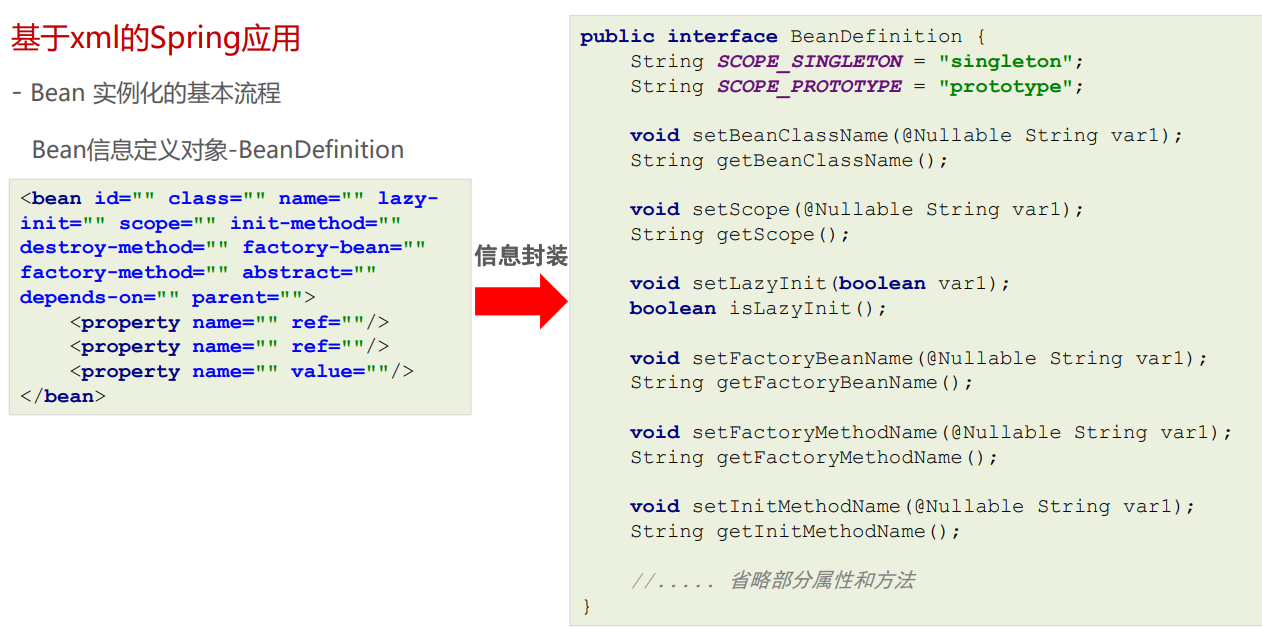 基于xml的Spring应用
- Bean 实例化的基本流程
Bean信息定义对象-BeanDefinition
<bean id="" class="" name="" lazy-
init="" scope="" init-method=""
destroy-method="" factory-bean=""
factory-method="" abstract=""
depends-on="" parent="">
<property name="" ref=""/>
<property name="" ref=""/>
<property name="" value=""/>
</bean>
信息封装
public interface BeanDefinition {
String SCOPE_SINGLETON = "singleton";
String SCOPE_PROTOTYPE = "prototype";
void setBeanClassName(@Nullable String var1);
String getBeanClassName();
void setScope(@Nullable String var1);
String getScope();
void setLazyInit(boolean var1);
boolean isLazyInit();
void setFactoryBeanName(@Nullable String var1);
String getFactoryBeanName();
void setFactoryMethodName(@Nullable String var1);
String getFactoryMethodName();
void setInitMethodName(@Nullable String var1);
String getInitMethodName();
//..... 省略部分属性和方法
}